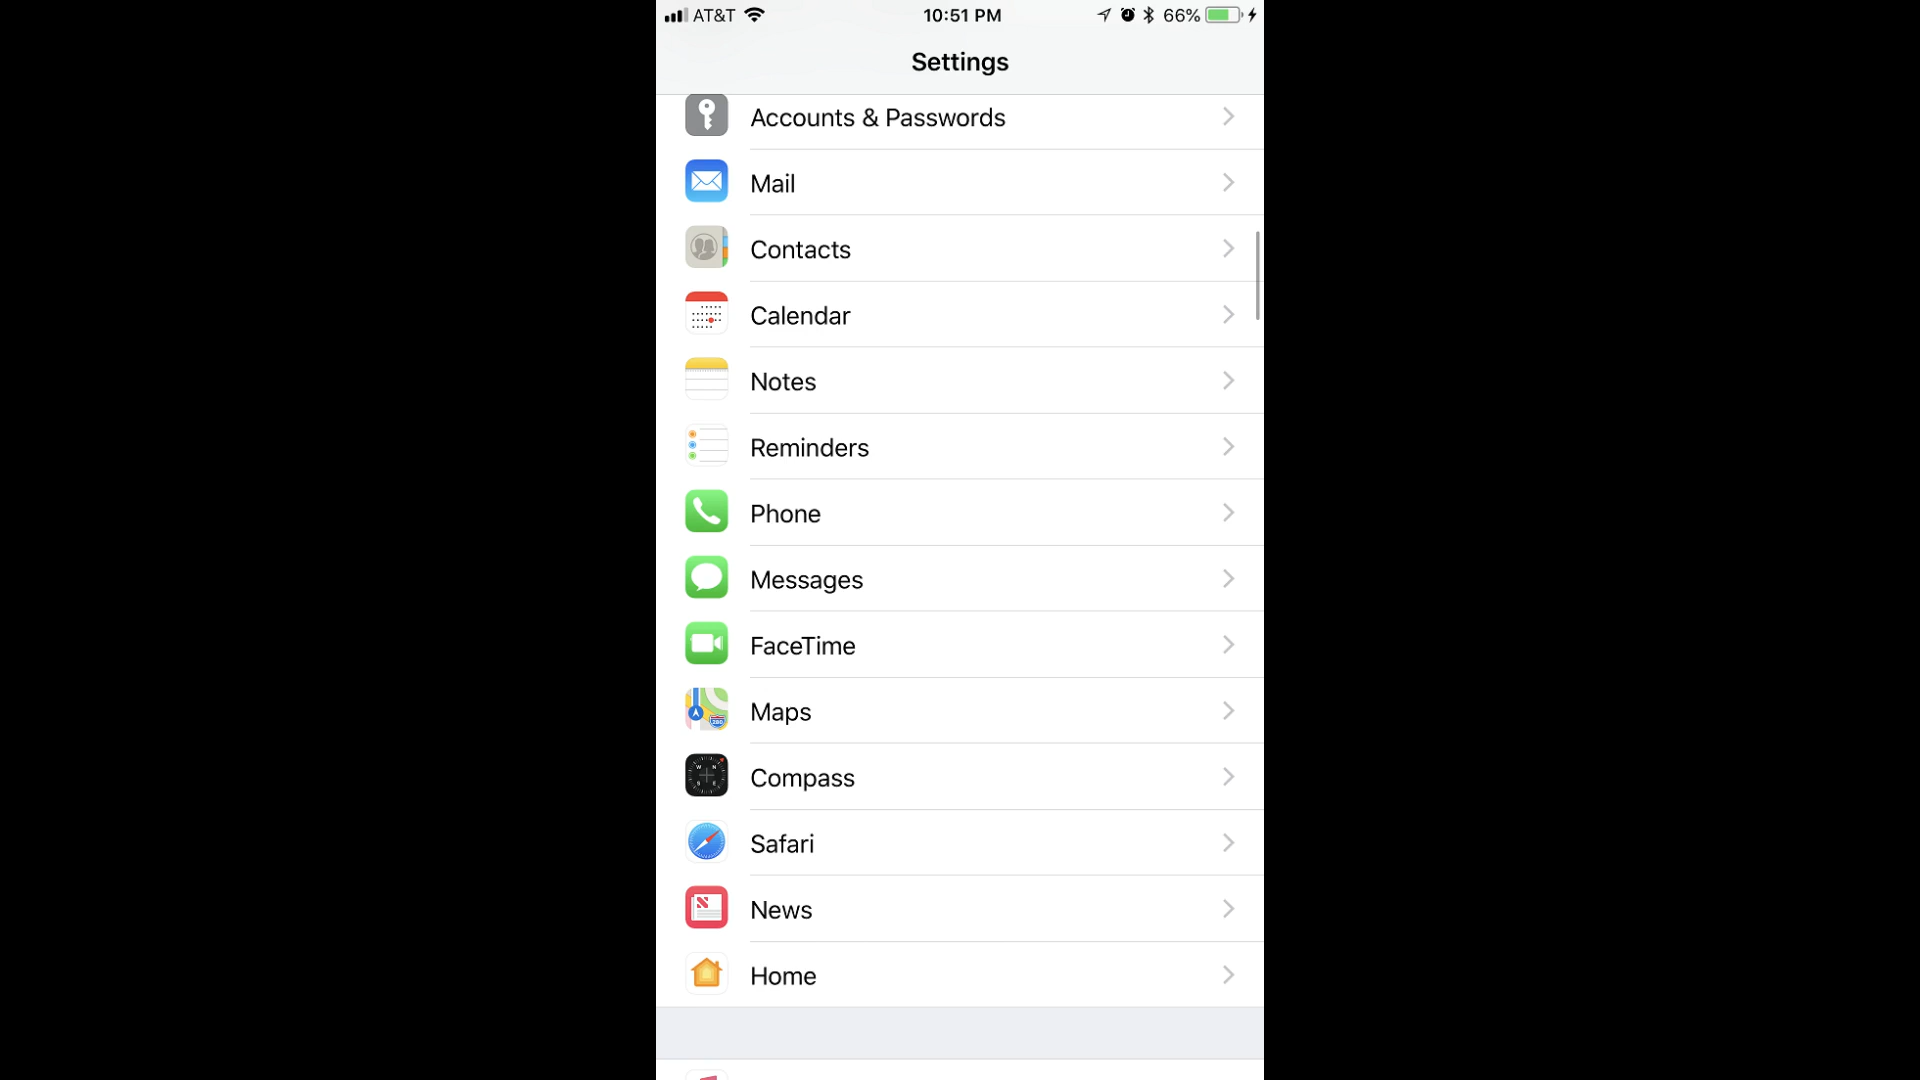 AT&T 10:51 PM 66%
Settings
Accounts & Passwords
Mail
Contacts
Calendar
Notes
Reminders
Phone
Messages
FaceTime
Maps
Compass
Safari
News
Home